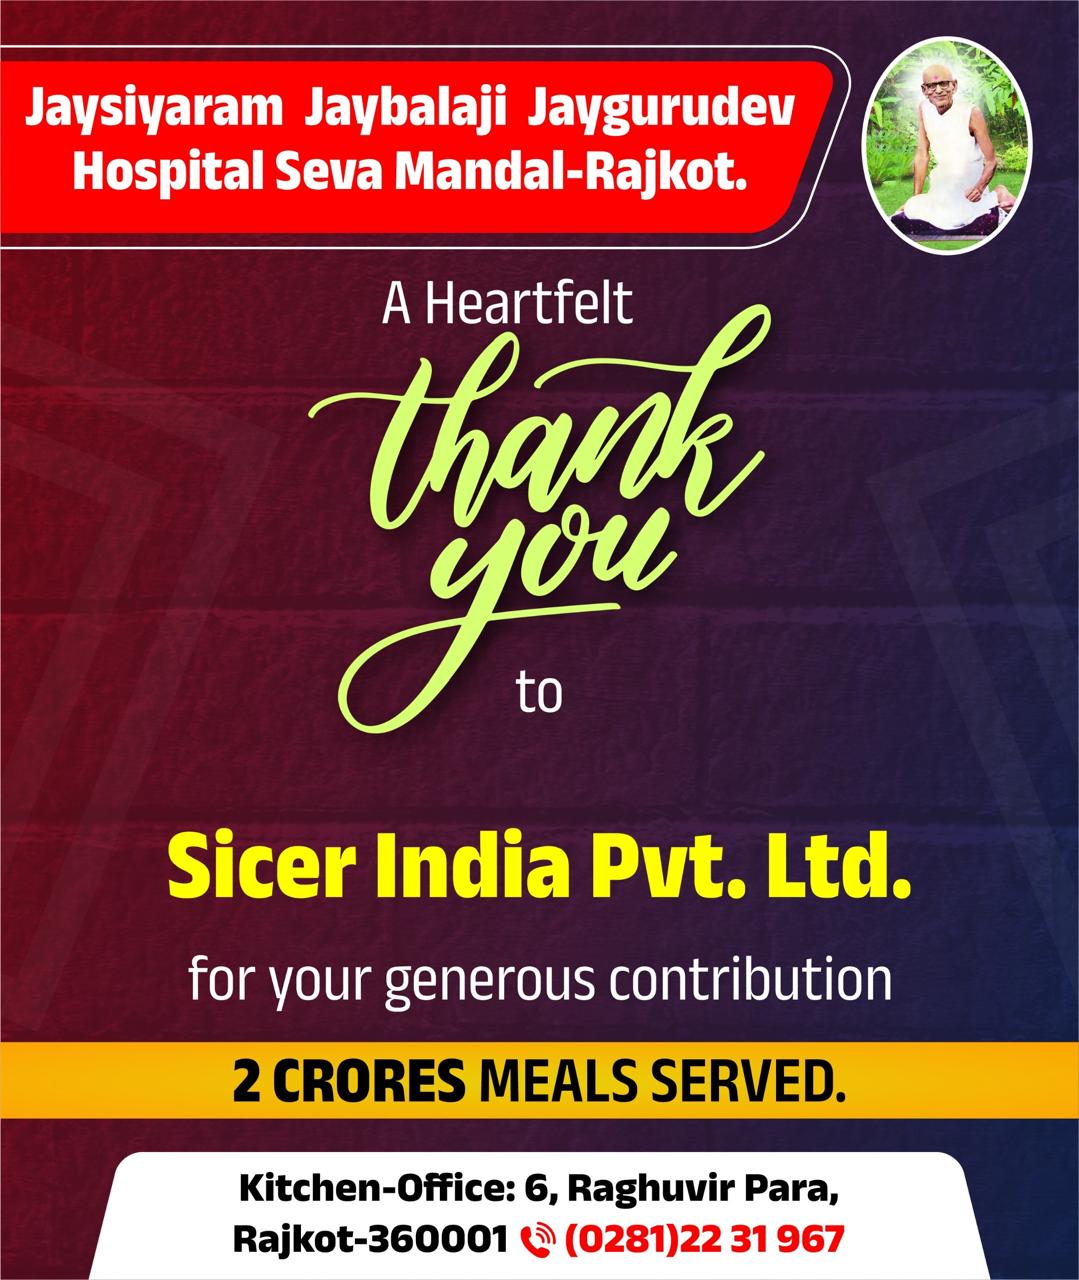 Jaysiyaram Jaybalaji Jaygurudev
Hospital Seva Mandal-Rajkot.
A Heartfelt
thank
you
to
Sicer India Pvt. Ltd.
for your generous contribution
2 CRORES MEALS SERVED.
Kitchen-Office: 6, Raghuvir Para,
Rajkot-360001 (0281)22 31 967